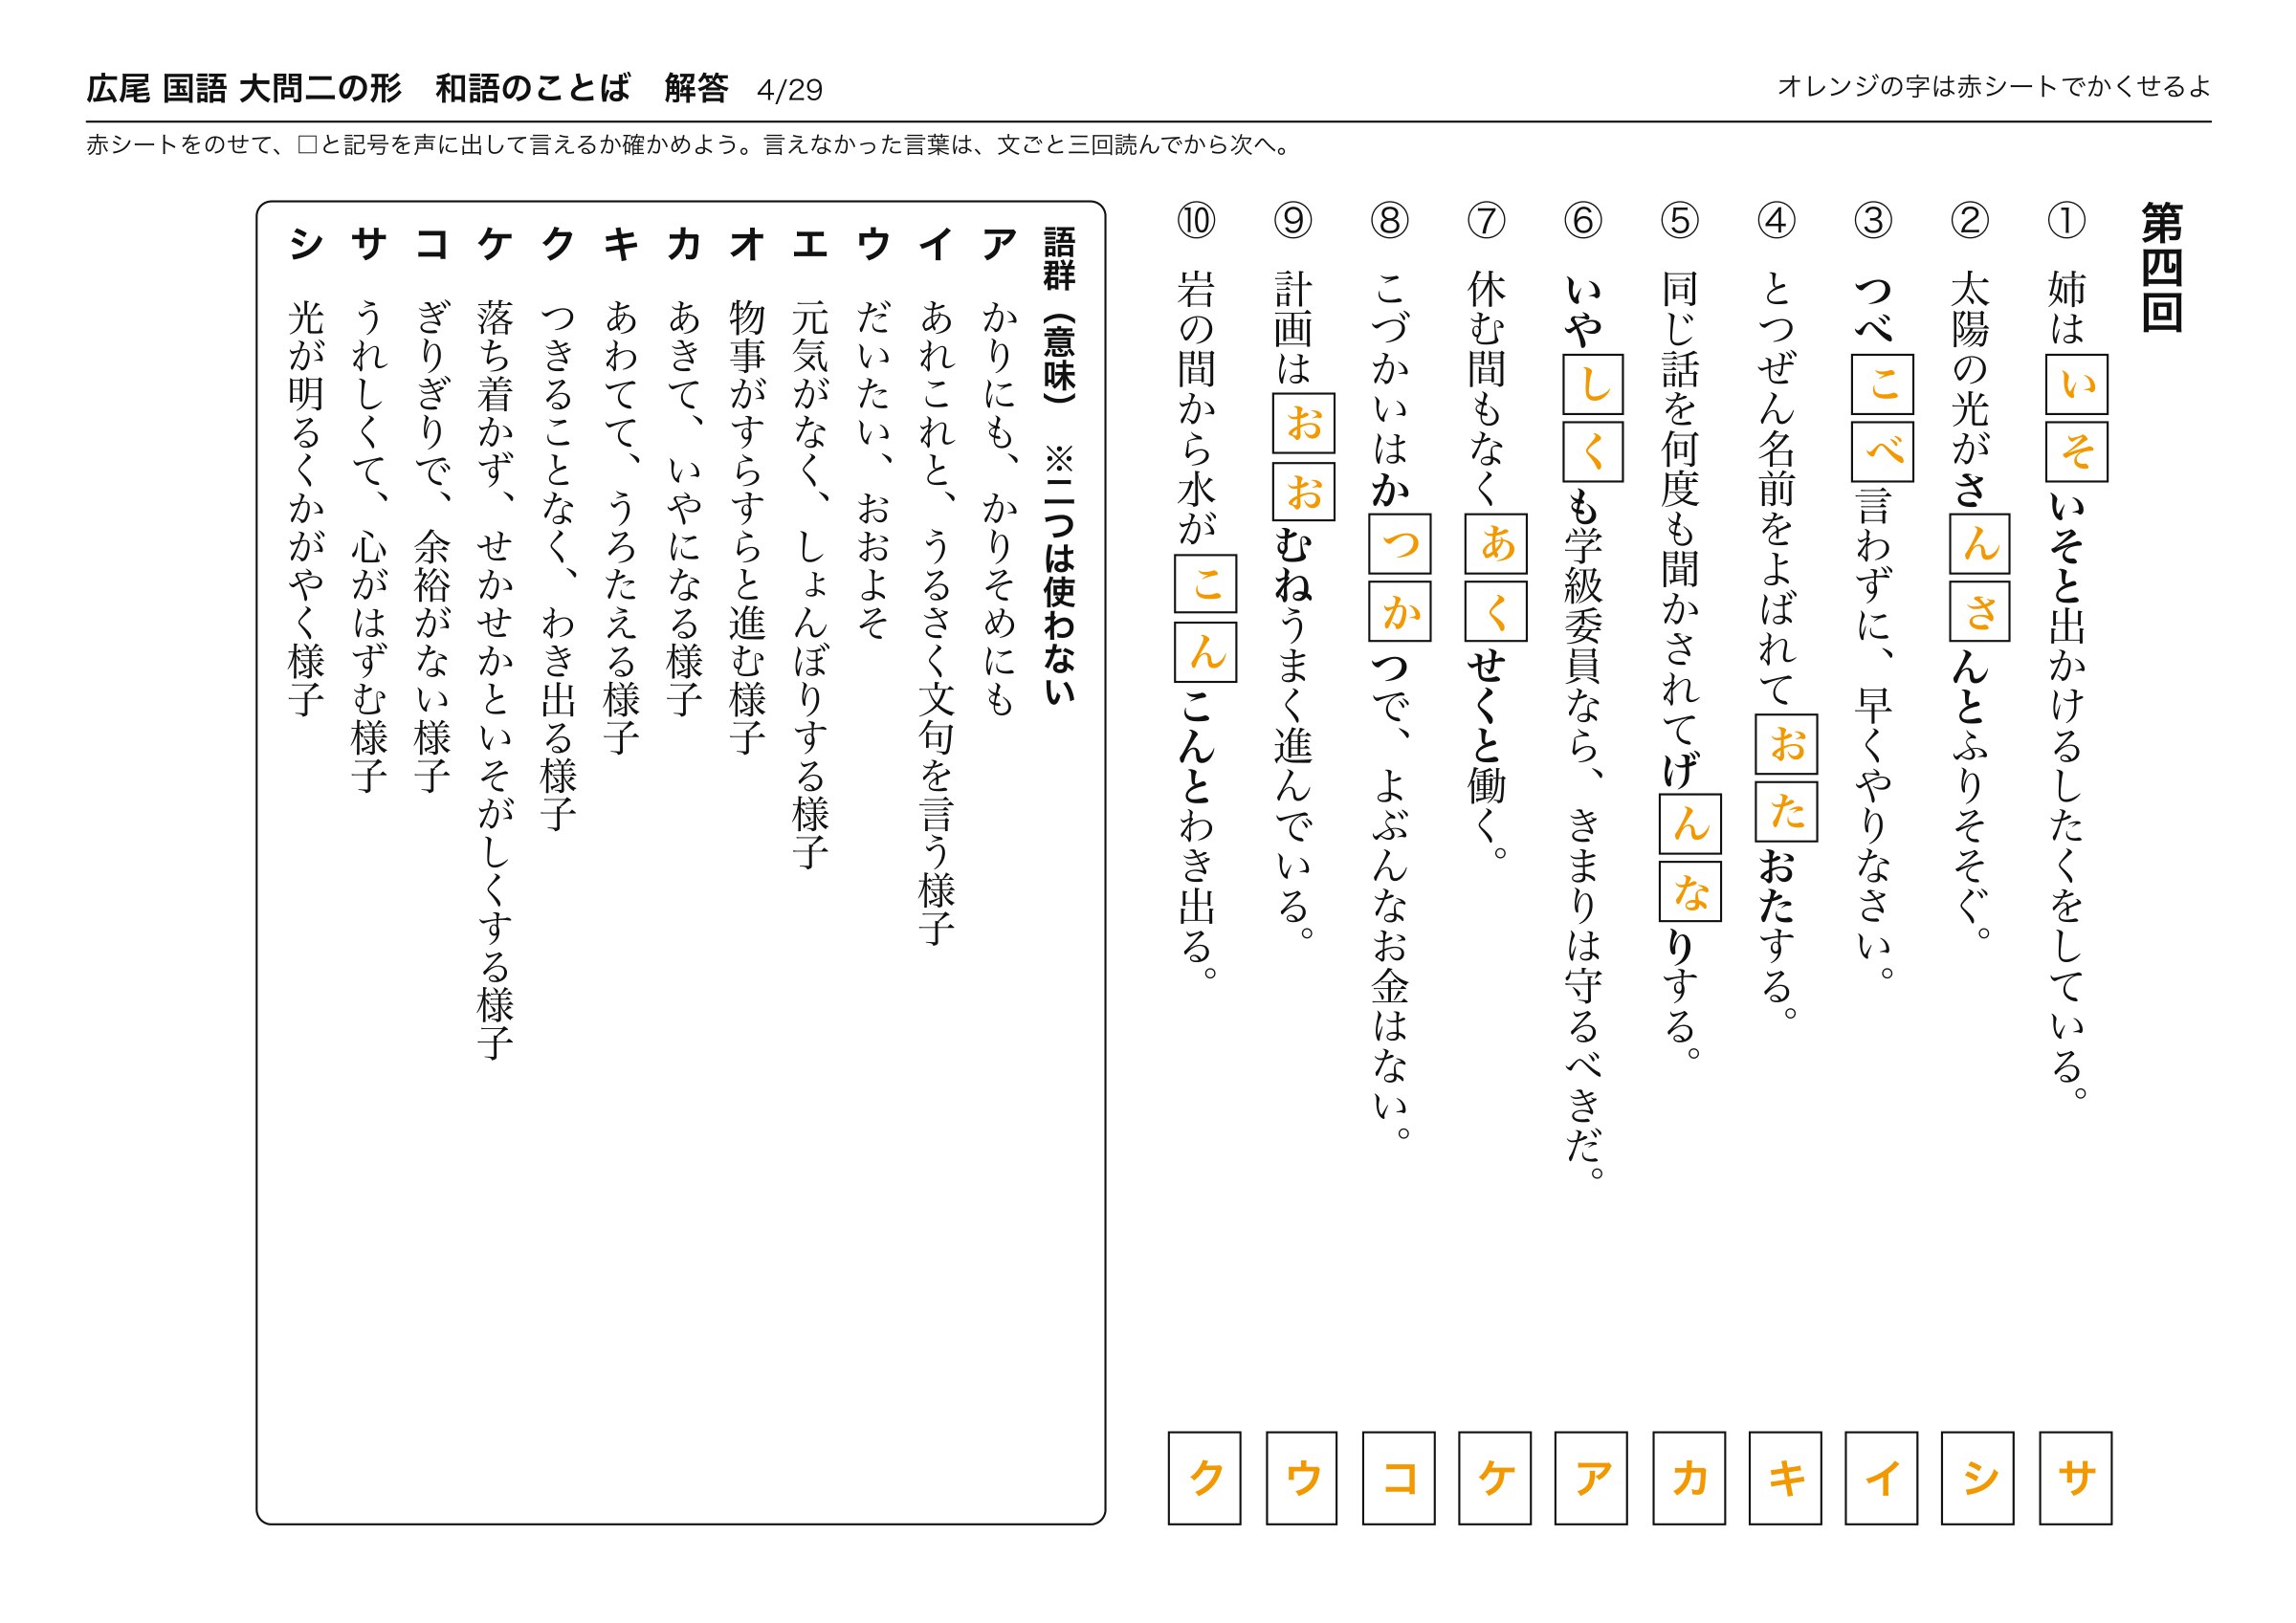 広尾 国語 大問二の形　和語のことば　解答　4/29
オレンジの字は赤シートでかくせるよ
赤シートをのせて、□と記号を声に出して言えるか確かめよう。言えなかった言葉は、文ごと三回読んでから次へ。
第四回
① 姉はいそいそと出かけるしたくをしている。 サ
② 太陽の光がさんさんとふりそそぐ。 シ
③ つべこべ言わずに、早くやりなさい。 イ
④ とつぜん名前をよばれておたおたする。 キ
⑤ 同じ話を何度も聞かされてげんなりする。 カ
⑥ いやしくも学級委員なら、きまりは守るべきだ。 ア
⑦ 休む間もなくあくせくと働く。 ケ
⑧ こづかいはかつかつで、よぶんなお金はない。 コ
⑨ 計画はおおむねうまく進んでいる。 ウ
⑩ 岩の間から水がこんこんとわき出る。 ク
語群（意味）　※二つは使わない
ア　かりにも、かりそめにも
イ　あれこれと、うるさく文句を言う様子
ウ　だいたい、おおよそ
エ　元気がなく、しょんぼりする様子
オ　物事がすらすらと進む様子
カ　あきて、いやになる様子
キ　あわてて、うろたえる様子
ク　つきることなく、わき出る様子
ケ　落ち着かず、せかせかといそがしくする様子
コ　ぎりぎりで、余裕がない様子
サ　うれしくて、心がはずむ様子
シ　光が明るくかがやく様子